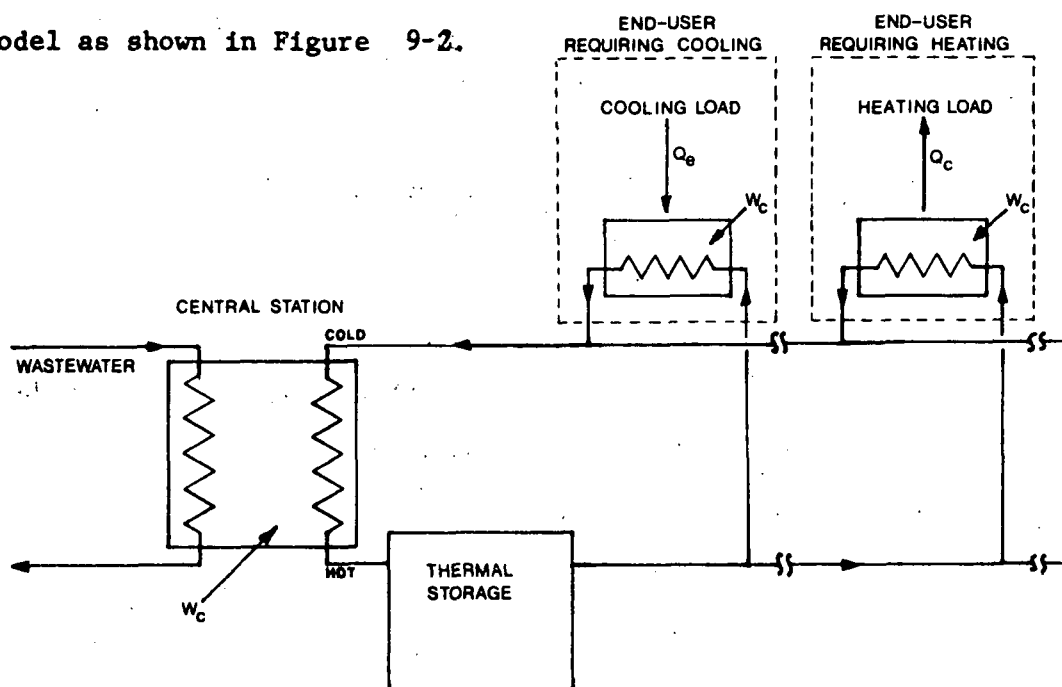 odel as shown in Figure 9-2.
END-USER
REQUIRING COOLING
END-USER
REQUIRING HEATING
COOLING LOAD
HEATING LOAD
Qe
Qc
Wc
Wc
CENTRAL STATION
COLD
WASTEWATER
HOT
THERMAL
STORAGE
Wc